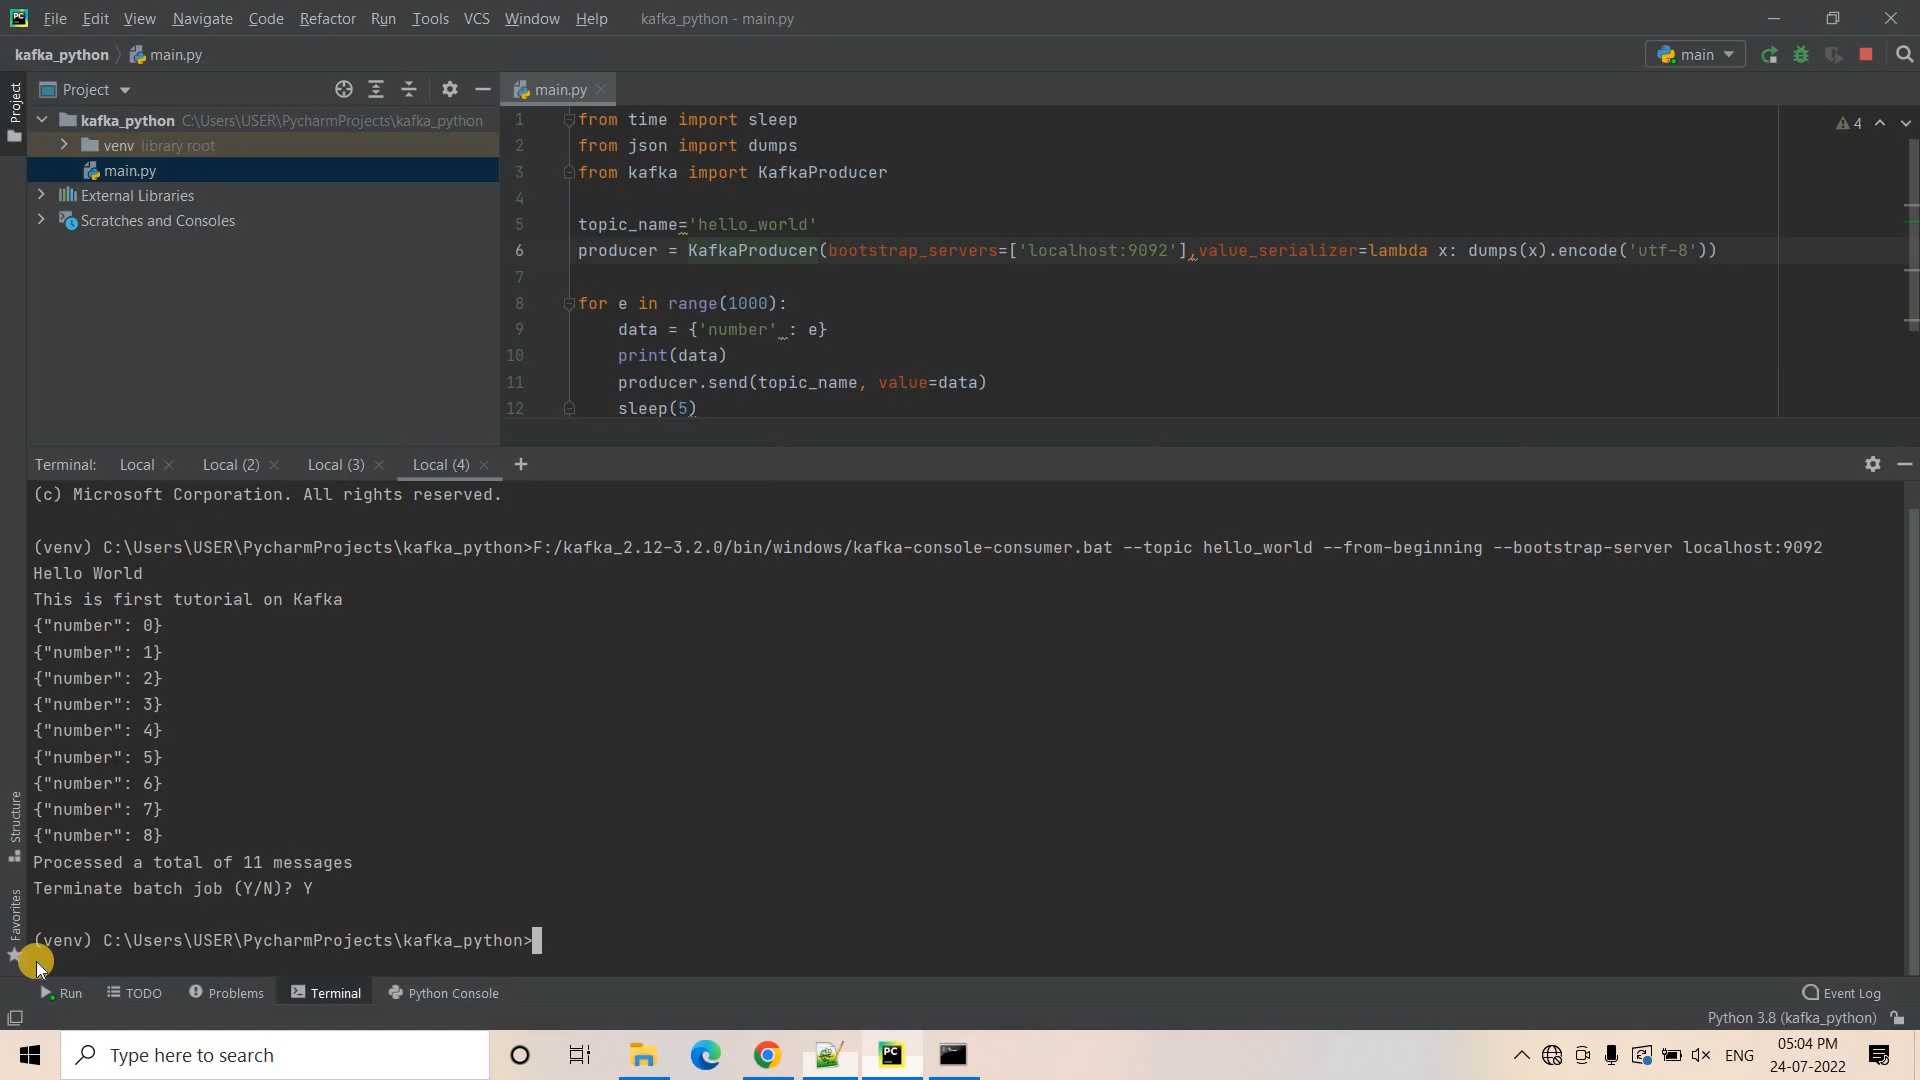 File Edit View Navigate Code Refactor Run Tools VCS Window Help kafka_python - main.py
kafka_python main.py
main
Project
Project
main.py
kafka_python C:\Users\USER\PycharmProjects\kafka_python
venv library root
main.py
External Libraries
Scratches and Consoles
4
1 from time import sleep
2 from json import dumps
3 from kafka import KafkaProducer
4
5 topic_name='hello_world'
6 producer = KafkaProducer(bootstrap_servers=['localhost:9092'],value_serializer=lambda x: dumps(x).encode('utf-8'))
7
8 for e in range(1000):
9 data = {'number' : e}
10 print(data)
11 producer.send(topic_name, value=data)
12 sleep(5)
Terminal: Local Local (2) Local (3) Local (4)
(c) Microsoft Corporation. All rights reserved.
(venv) C:\Users\USER\PycharmProjects\kafka_python>F:/kafka_2.12-3.2.0/bin/windows/kafka-console-consumer.bat --topic hello_world --from-beginning --bootstrap-server localhost:9092
Hello World
This is first tutorial on Kafka
{"number": 0}
{"number": 1}
{"number": 2}
{"number": 3}
{"number": 4}
{"number": 5}
{"number": 6}
{"number": 7}
{"number": 8}
Processed a total of 11 messages
Terminate batch job (Y/N)? Y
(venv) C:\Users\USER\PycharmProjects\kafka_python>
Structure
Favorites
Run TODO Problems Terminal Python Console Event Log
Python 3.8 (kafka_python)
Type here to search
PC
ENG
05:04 PM
24-07-2022